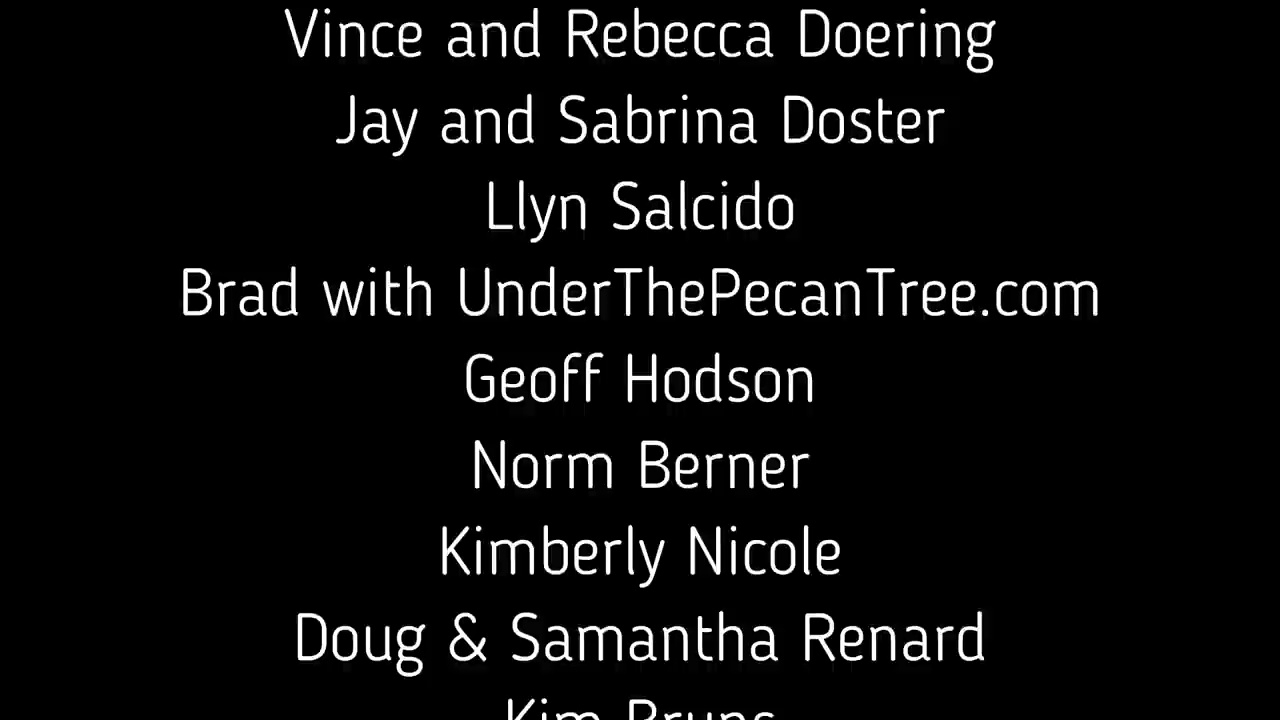 Vince and Rebecca Doering
Jay and Sabrina Doster
Llyn Salcido
Brad with UnderThePecanTree.com
Geoff Hodson
Norm Berner
Kimberly Nicole
Doug & Samantha Renard
Kim Bruns